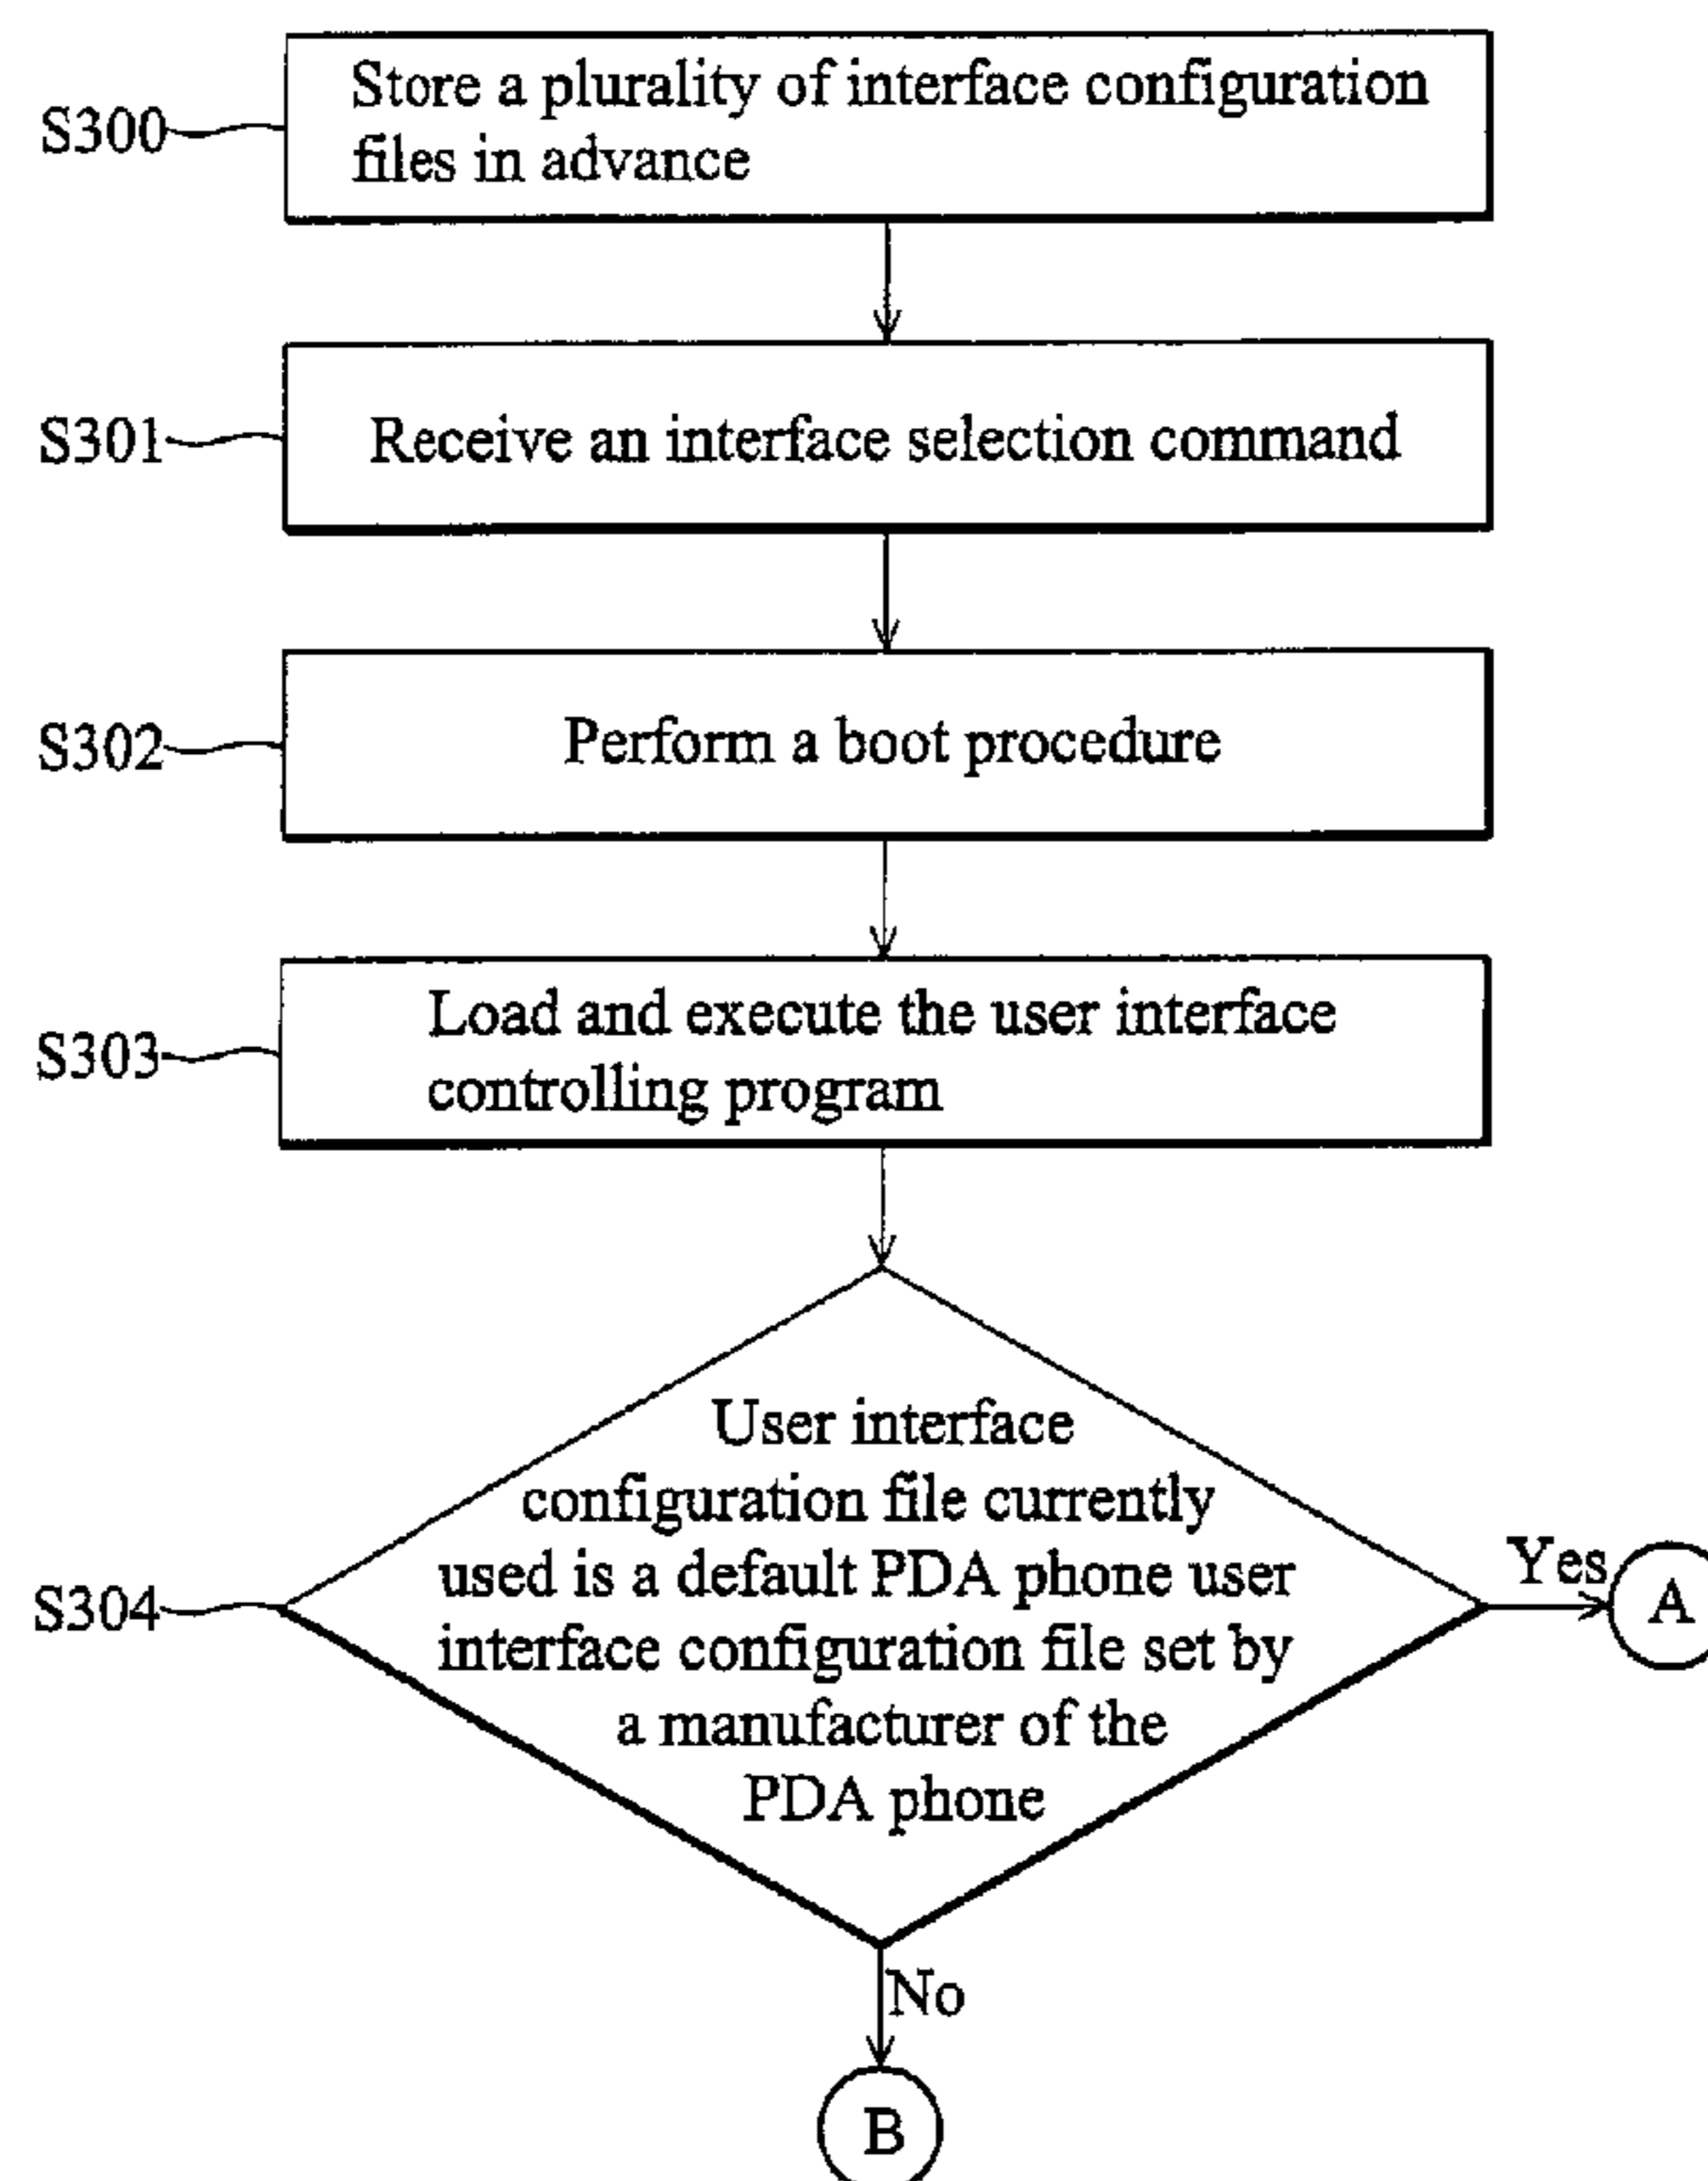 S300
Store a plurality of interface configuration
files in advance
S301
Receive an interface selection command
S302
Perform a boot procedure
S303
Load and execute the user interface
controlling program
S304
User interface
configuration file currently
used is a default PDA phone user
interface configuration file set by
a manufacturer of the
PDA phone
Yes
A
No
B